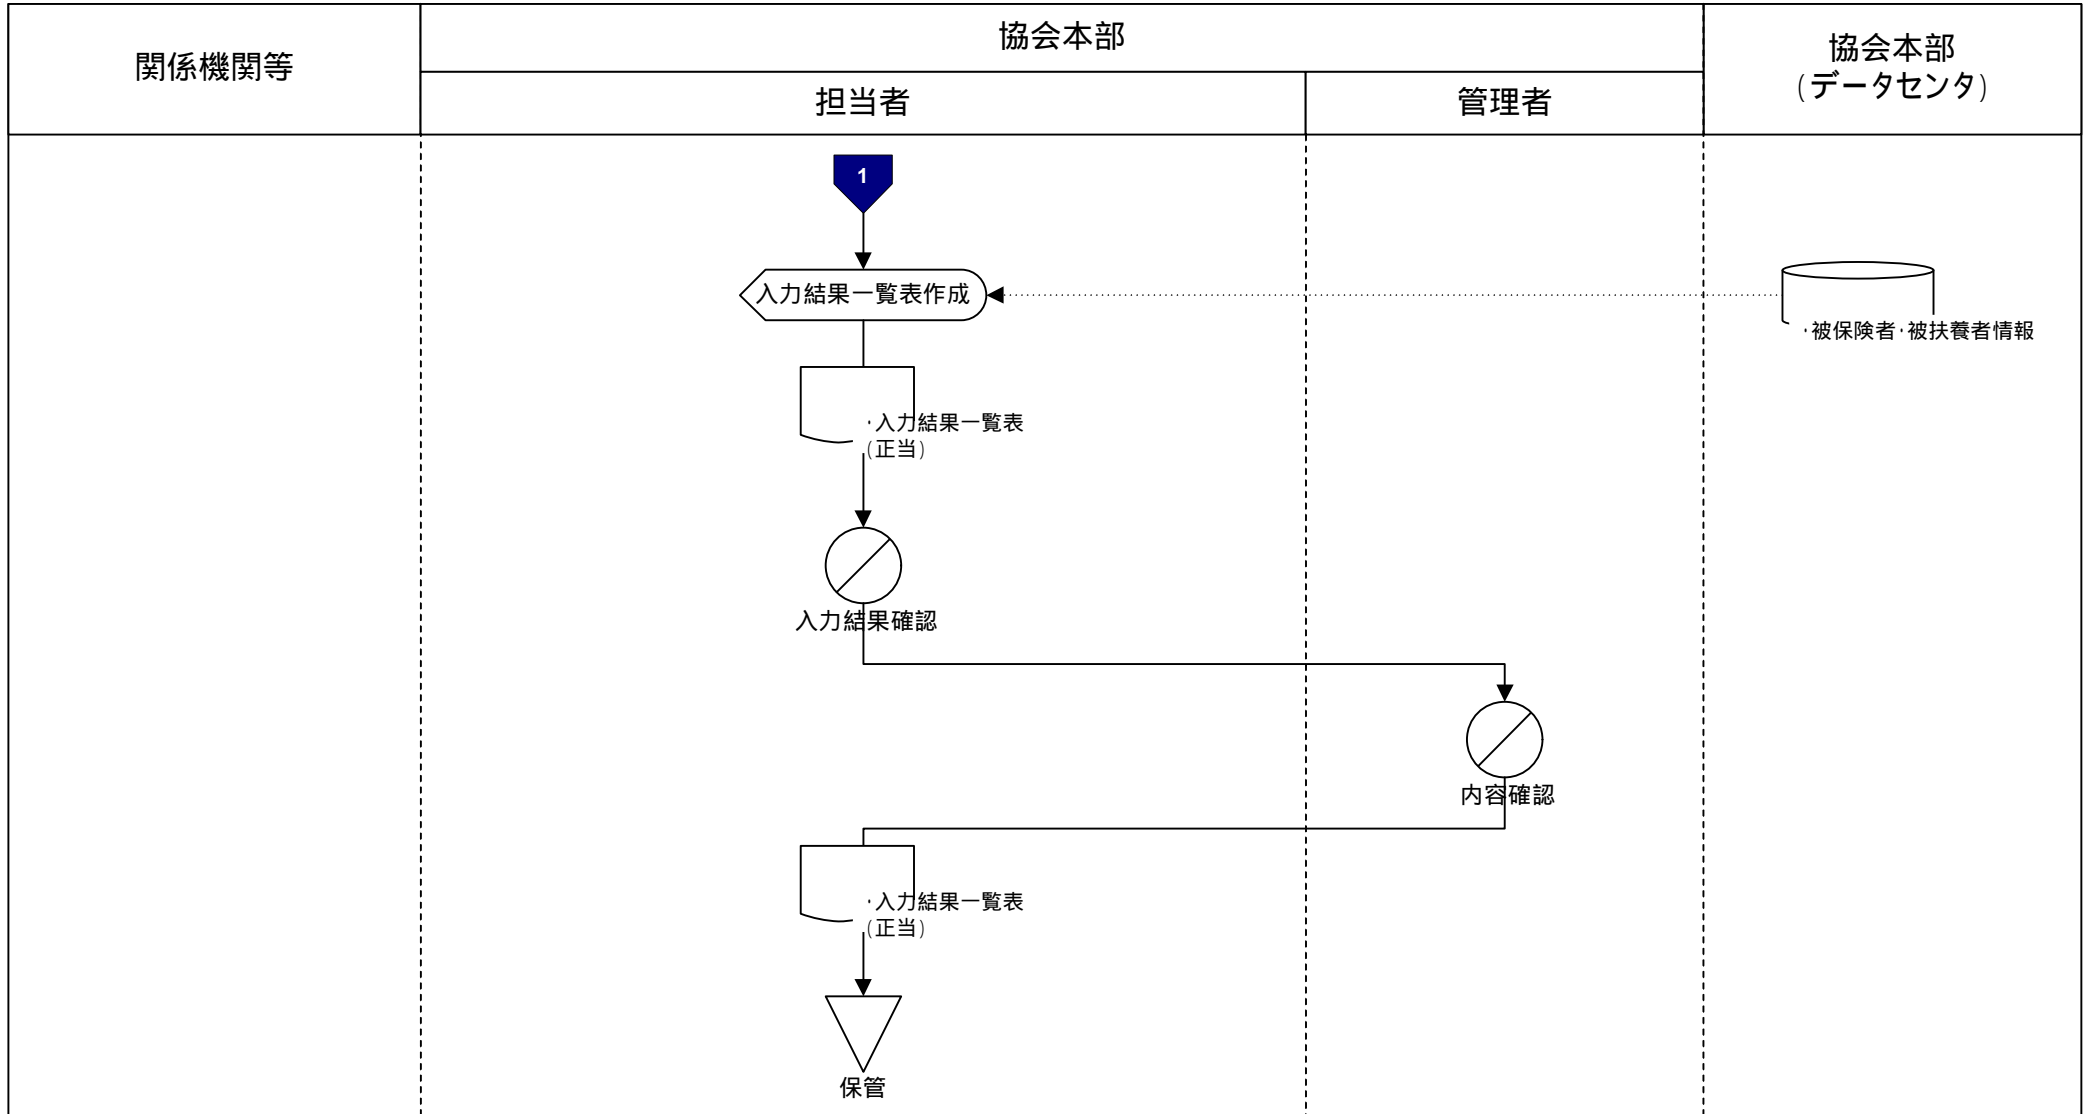 関係機関等
協会本部
担当者
管理者
協会本部
(データセンタ)
1
入力結果一覧表作成
・被保険者・被扶養者情報
・入力結果一覧表
(正当)
入力結果確認
内容確認
・入力結果一覧表
(正当)
保管